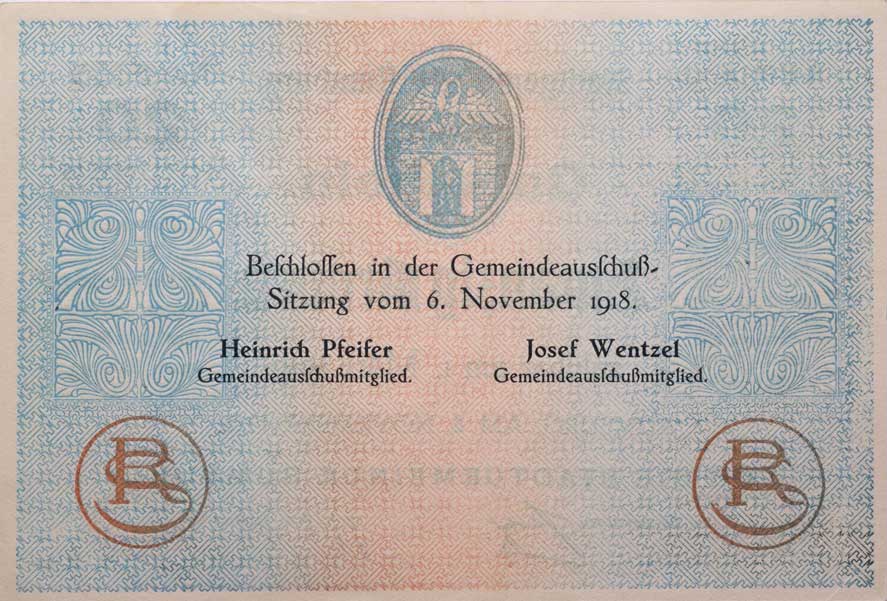 Beſchloſſen in der Gemeindeausſchuß-
Sitzung vom 6. November 1918.
Heinrich Pfeifer
Gemeindeausſchußmitglied.
Josef Wentzel
Gemeindeausſchußmitglied.